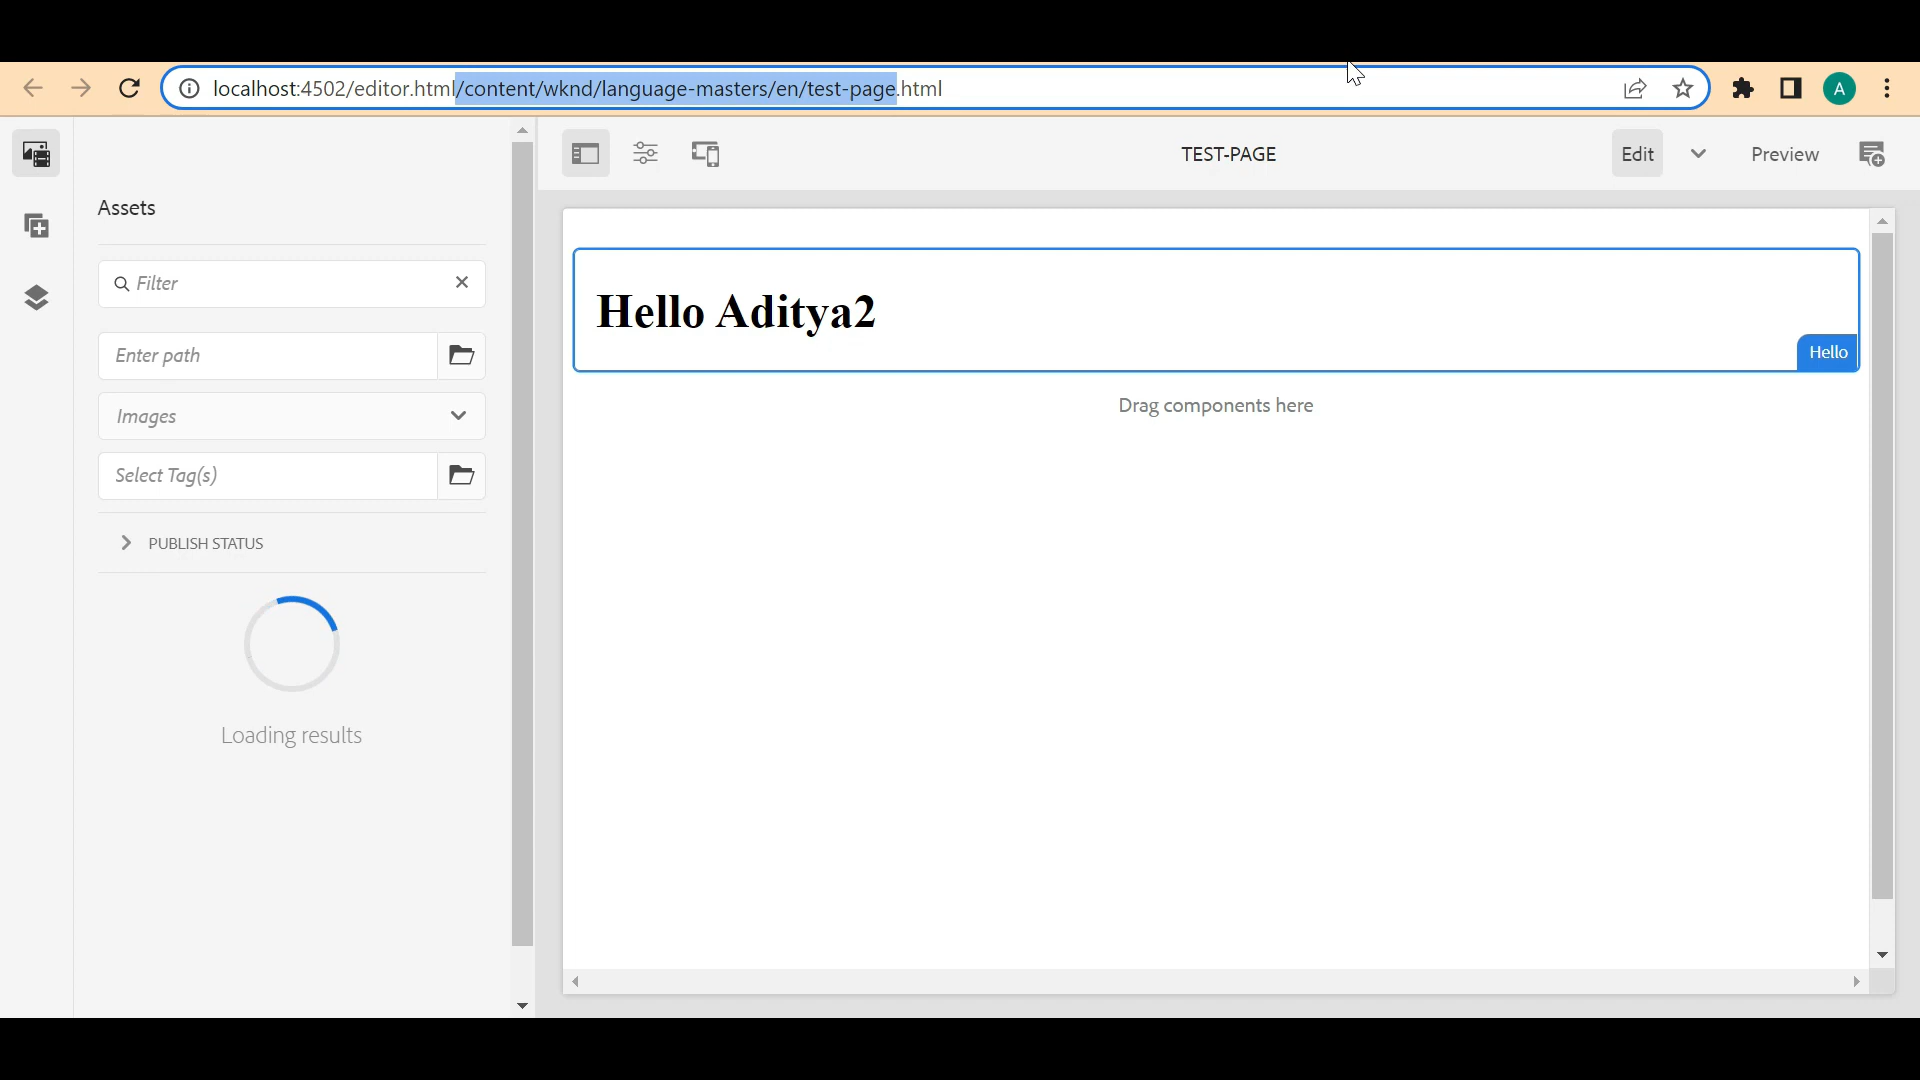 localhost:4502/editor.html/content/wknd/language-masters/en/test-page.html
A
TEST-PAGE
Edit
Preview
Assets
Filter
Enter path
Images
Select Tag(s)
PUBLISH STATUS
Loading results
Hello Aditya2
Hello
Drag components here